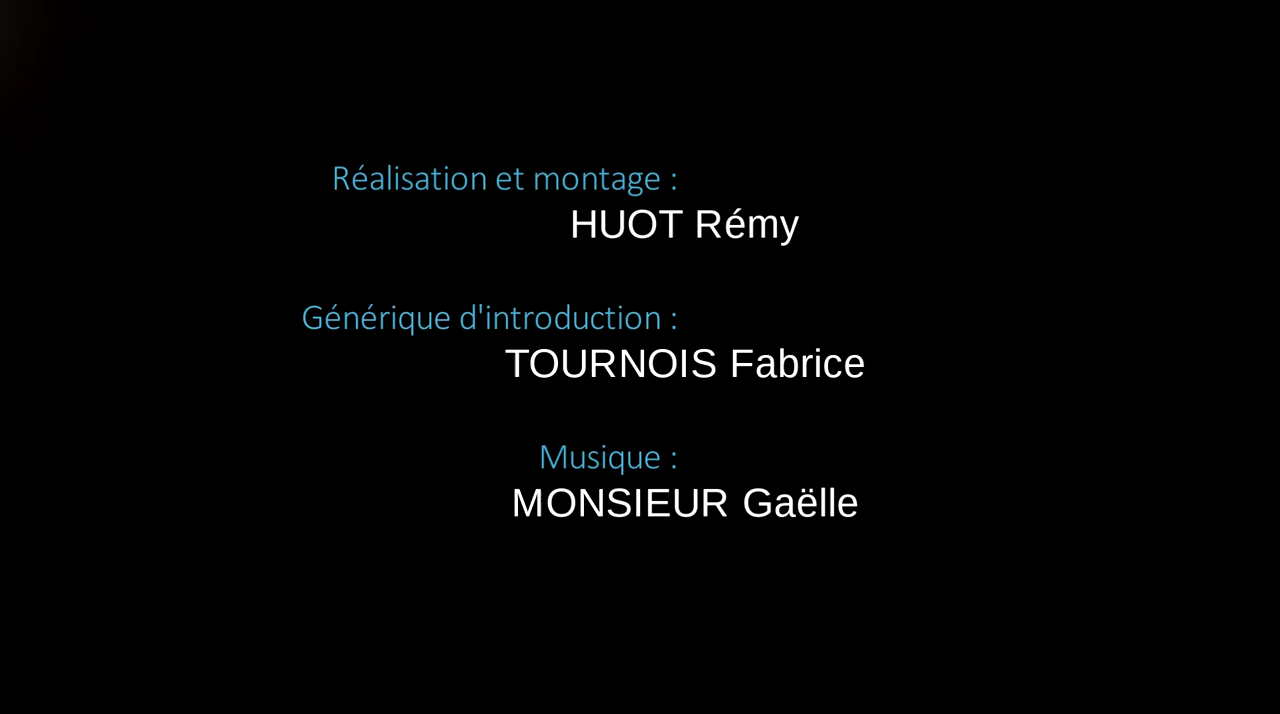 Réalisation et montage :
HUOT Rémy
Générique d'introduction :
TOURNOIS Fabrice
Musique :
MONSIEUR Gaëlle